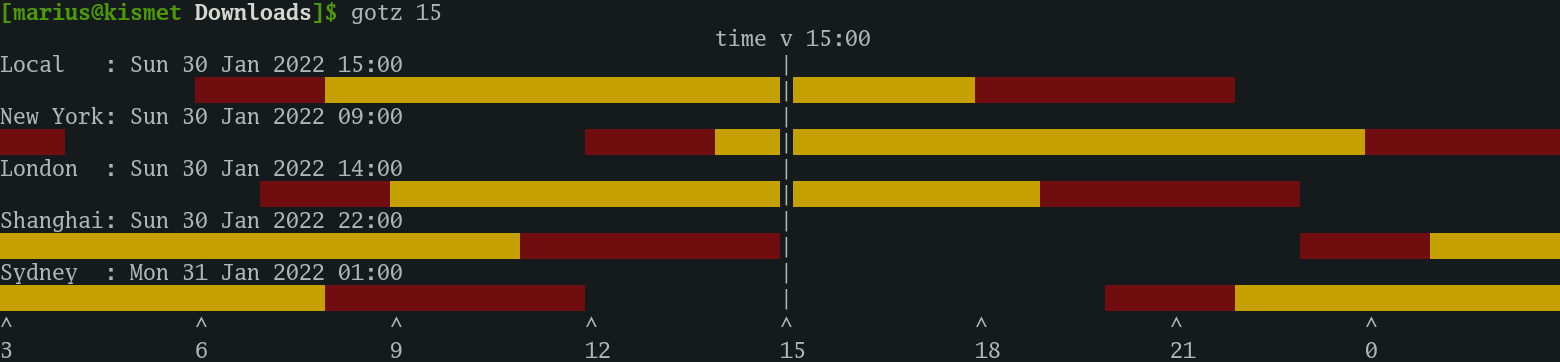 [marius@kismet Downloads]$ gotz 15
time v 15:00
Local   : Sun 30 Jan 2022 15:00 |
|
New York: Sun 30 Jan 2022 09:00 |
|
London  : Sun 30 Jan 2022 14:00 |
|
Shanghai: Sun 30 Jan 2022 22:00 |
|
Sydney  : Mon 31 Jan 2022 01:00 |
|
^ ^ ^ ^ ^ ^ ^ ^
3 6 9 12 15 18 21 0